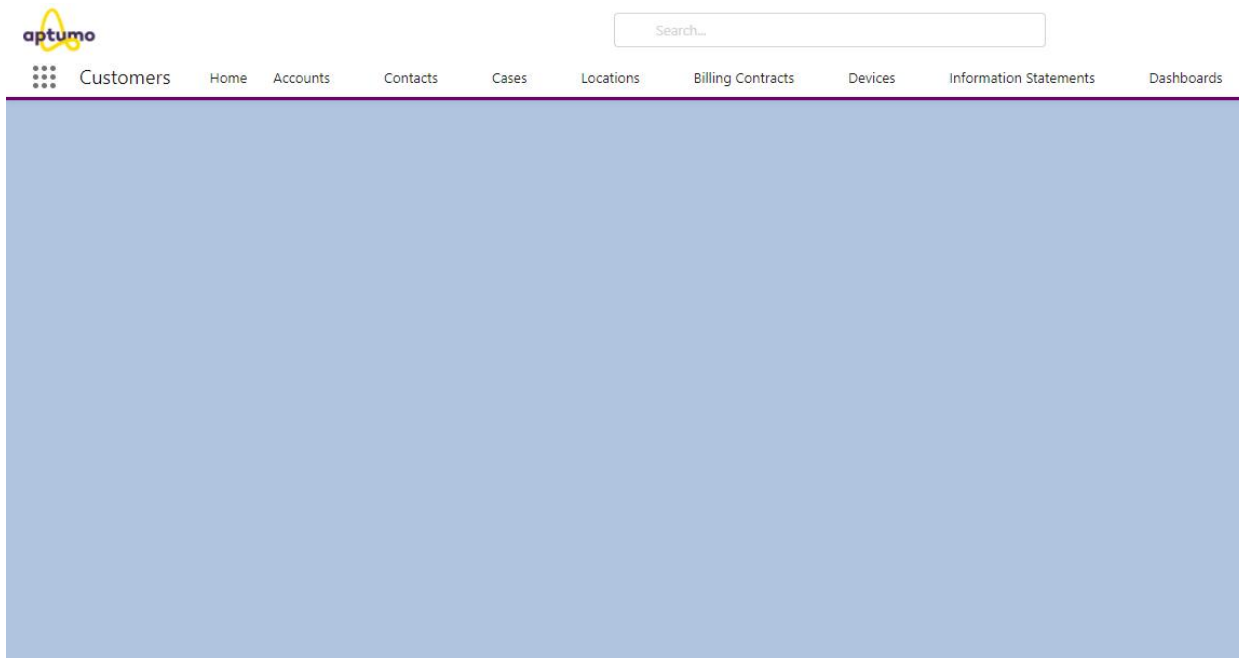 aptumo
Search...
Customers Home Accounts Contacts Cases Locations Billing Contracts Devices Information Statements Dashboards